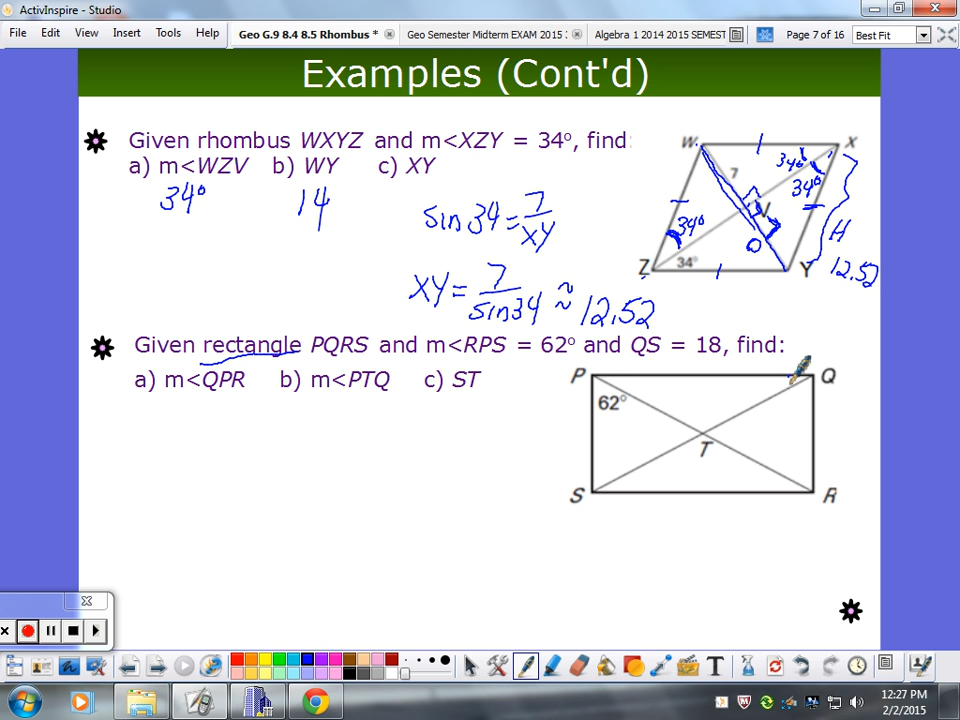 ActivInspire - Studio
File Edit View Insert Tools Help
Geo G.9 8.4 8.5 Rhombus *
Geo Semester Midterm EXAM 2015
Algebra 1 2014 2015 SEMEST
Page 7 of 16
Best Fit
Examples (Cont'd)
Given rhombus WXYZ and m<XZY = 34°, find:
a) m<WZV b) WY c) XY
34° 14
sin 34 = 7/XY
XY = 7/sin34 ≈ 12.52
W X
7
34°
34°
V
34°
O
H
12.52
Z 34° Y
Given rectangle PQRS and m<RPS = 62° and QS = 18, find:
a) m<QPR b) m<PTQ c) ST
P Q
62°
T
S R
12:27 PM
2/2/2015